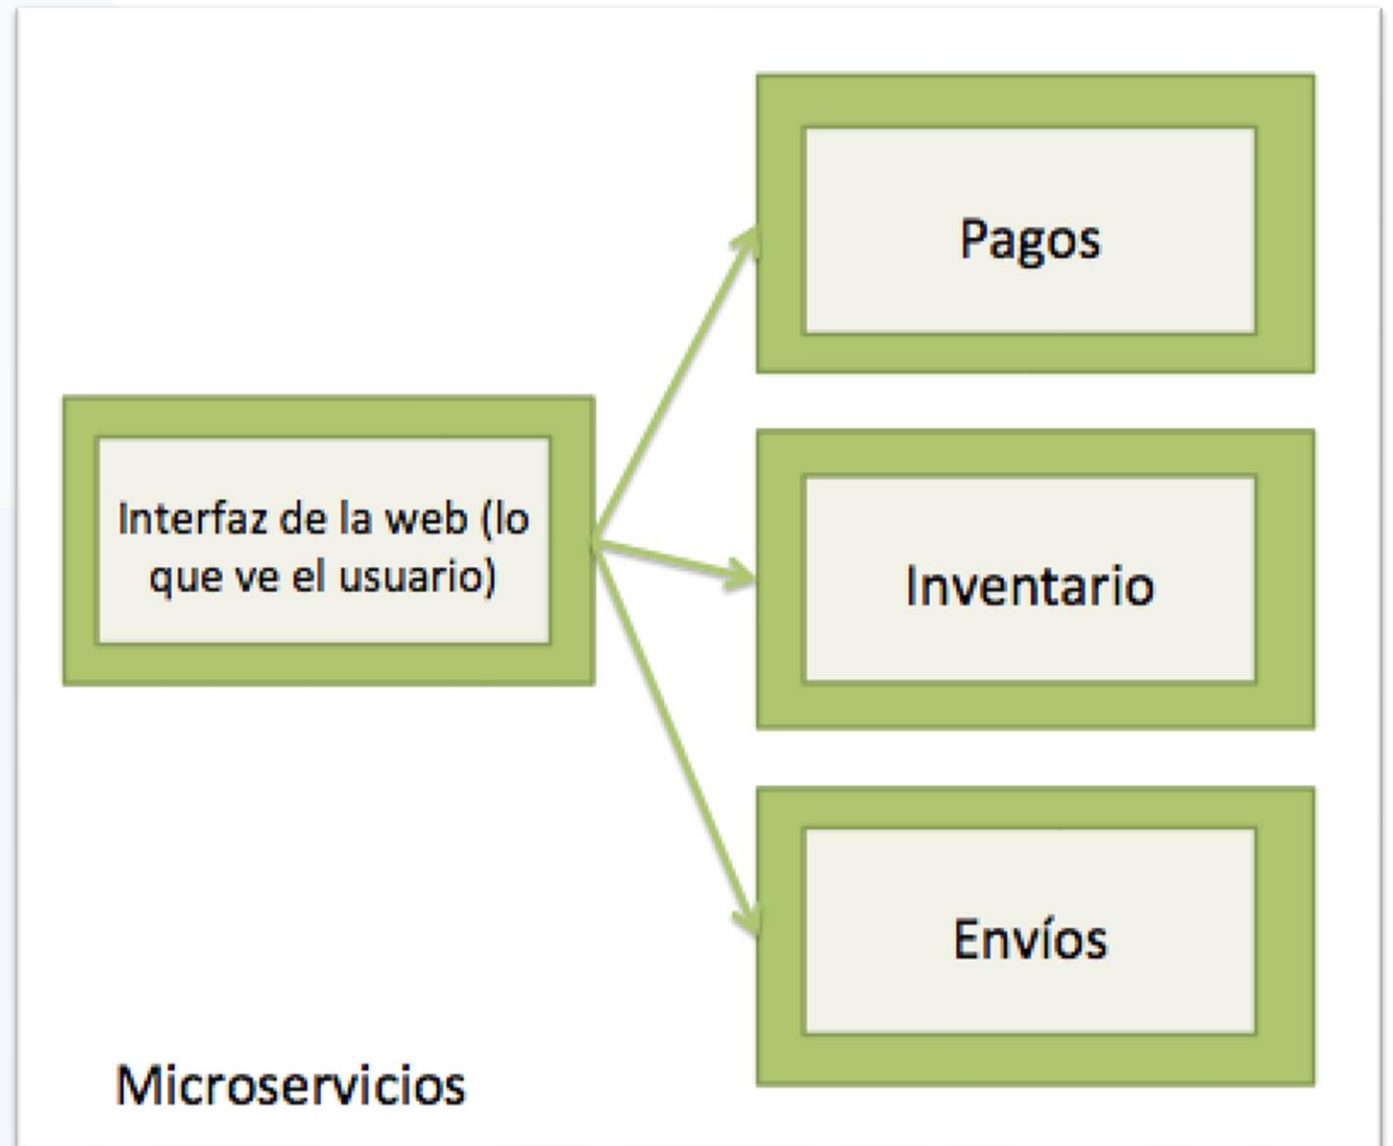 Pagos
Interfaz de la web (lo
que ve el usuario)
Inventario
Envíos
Microservicios